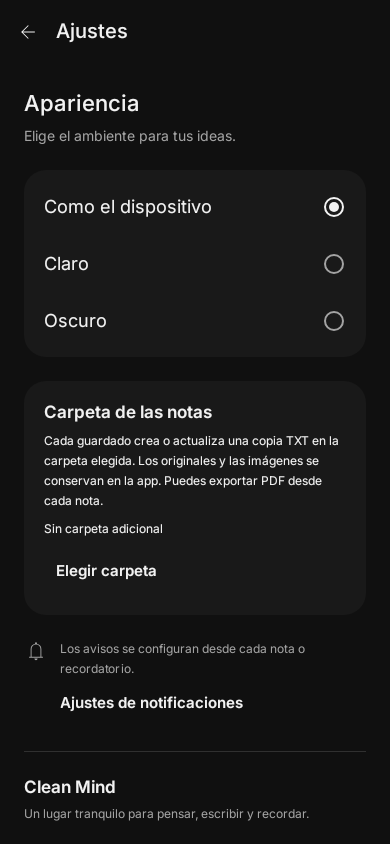 Ajustes
Apariencia
Elige el ambiente para tus ideas.
Como el dispositivo
Claro
Oscuro
Carpeta de las notas
Cada guardado crea o actualiza una copia TXT en la
carpeta elegida. Los originales y las imágenes se
conservan en la app. Puedes exportar PDF desde
cada nota.
Sin carpeta adicional
Elegir carpeta
Los avisos se configuran desde cada nota o
recordatorio.
Ajustes de notificaciones
Clean Mind
Un lugar tranquilo para pensar, escribir y recordar.